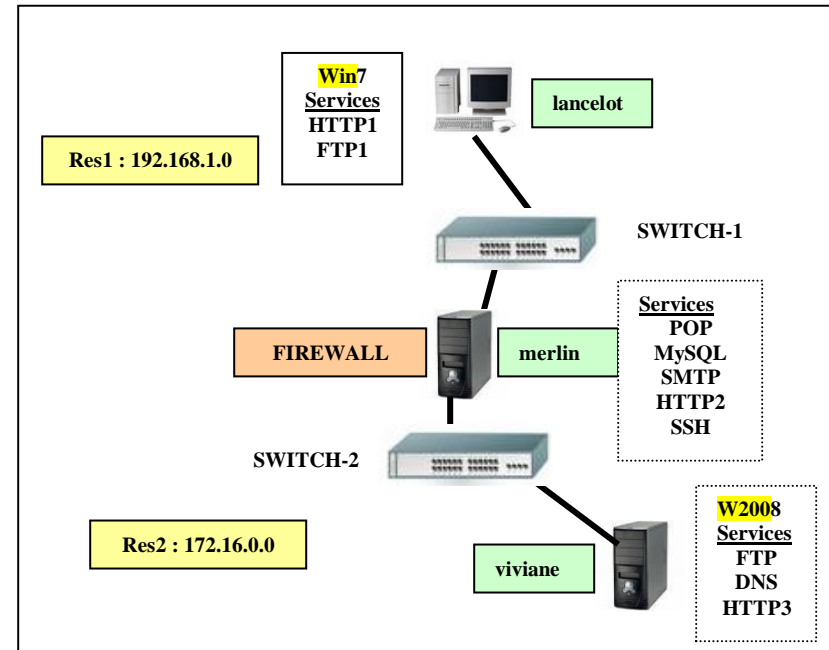 Win7
Services
HTTP1
FTP1
lancelot
Res1 : 192.168.1.0
SWITCH-1
Services
POP
MySQL
SMTP
HTTP2
SSH
FIREWALL
merlin
SWITCH-2
W2008
Services
FTP
DNS
HTTP3
Res2 : 172.16.0.0
viviane